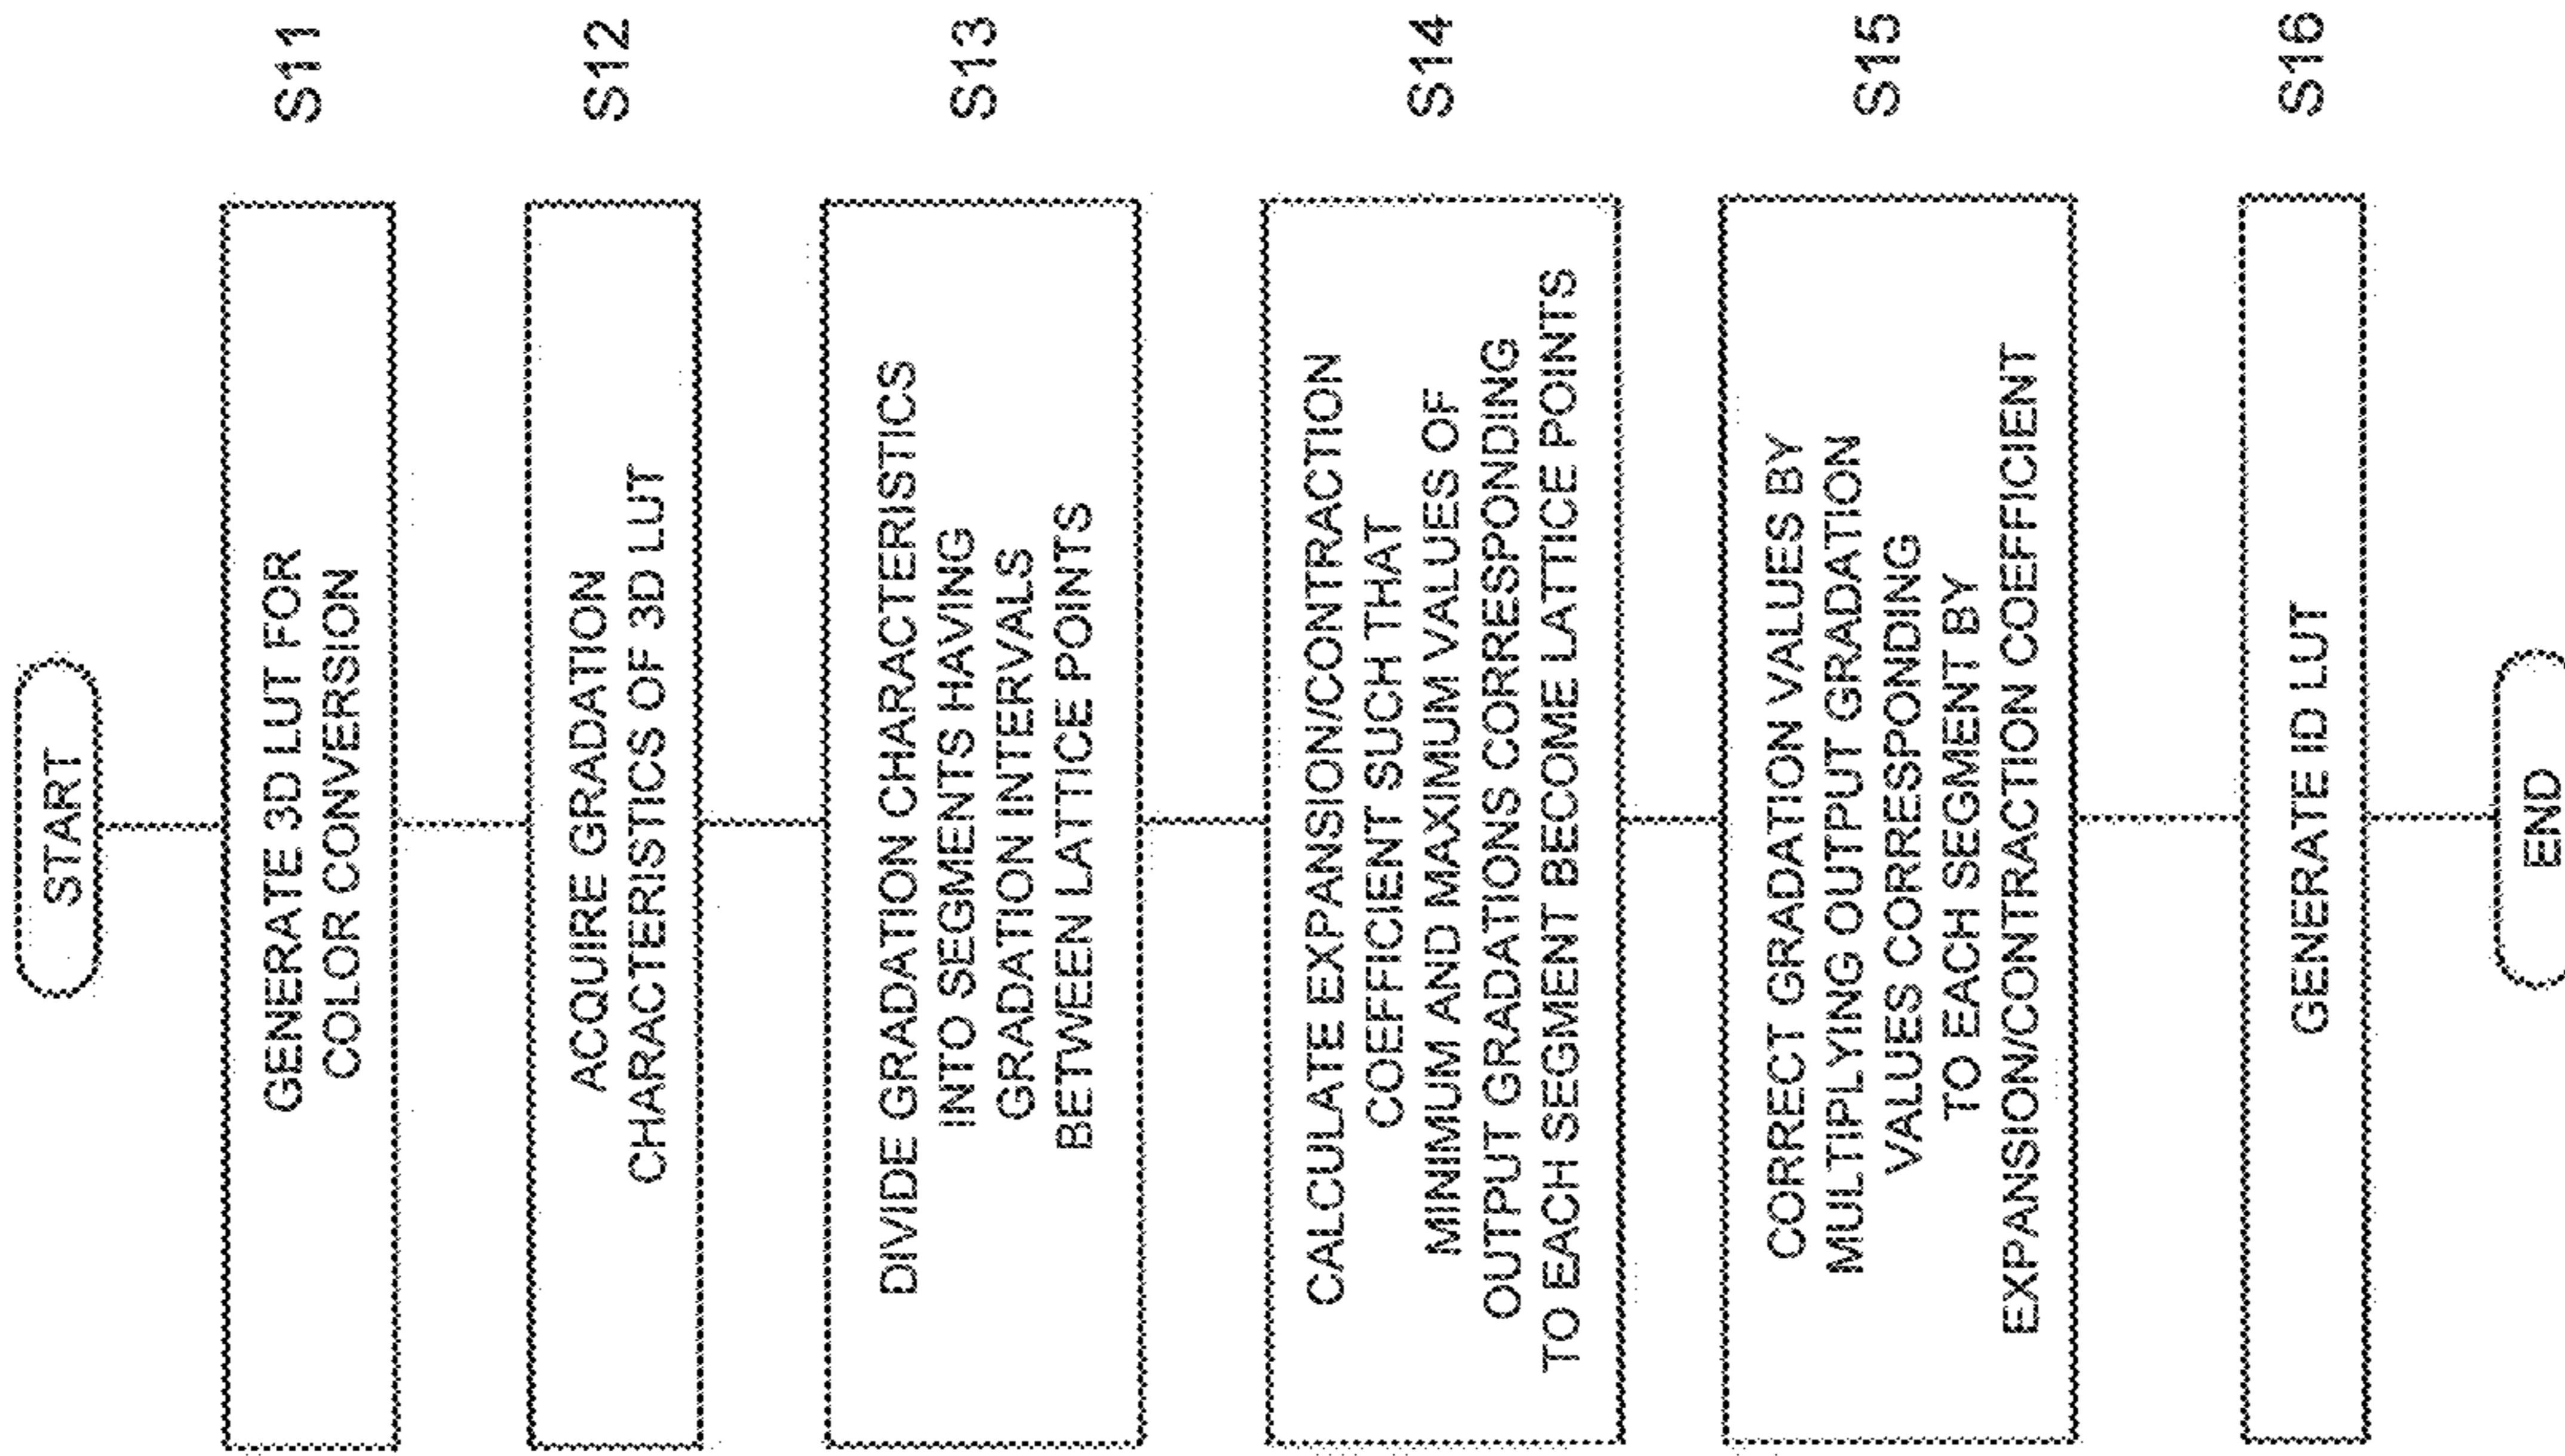 START
GENERATE 3D LUT FOR
COLOR CONVERSION
S11
ACQUIRE GRADATION
CHARACTERISTICS OF 3D LUT
S12
DIVIDE GRADATION CHARACTERISTICS
INTO SEGMENTS HAVING
GRADATION INTERVALS
BETWEEN LATTICE POINTS
S13
CALCULATE EXPANSION/CONTRACTION
COEFFICIENT SUCH THAT
MINIMUM AND MAXIMUM VALUES OF
OUTPUT GRADATIONS CORRESPONDING
TO EACH SEGMENT BECOME LATTICE POINTS
S14
CORRECT GRADATION VALUES BY
MULTIPLYING OUTPUT GRADATION
VALUES CORRESPONDING
TO EACH SEGMENT BY
EXPANSION/CONTRACTION COEFFICIENT
S15
GENERATE ID LUT
S16
END